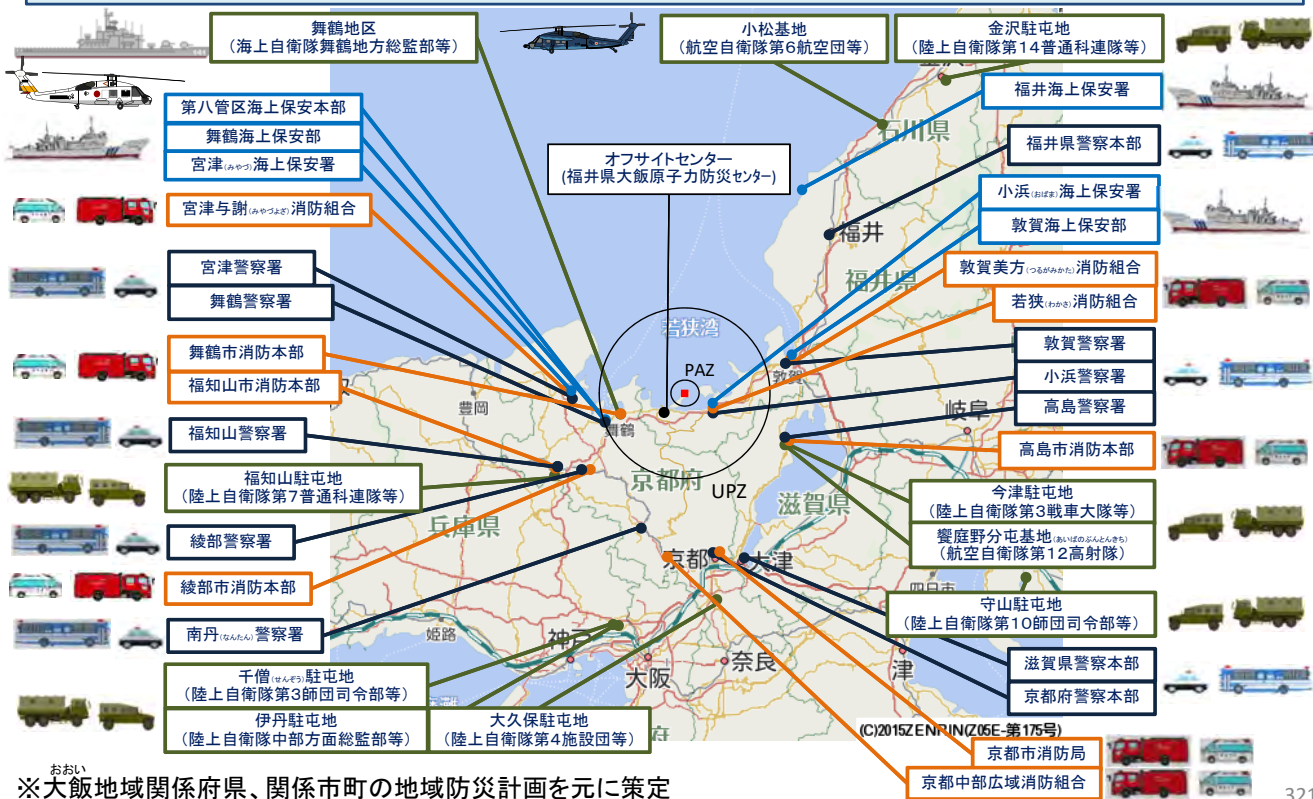 舞鶴地区
(海上自衛隊舞鶴地方総監部等)
小松基地
(航空自衛隊第6航空団等)
金沢駐屯地
(陸上自衛隊第14普通科連隊等)
第八管区海上保安本部
舞鶴海上保安部
宮津(みやづ)海上保安署
宮津与謝(みやづよざ)消防組合
宮津警察署
舞鶴警察署
舞鶴市消防本部
福知山市消防本部
福知山警察署
福知山駐屯地
(陸上自衛隊第7普通科連隊等)
綾部警察署
綾部市消防本部
南丹(なんたん)警察署
千僧(せんぞう)駐屯地
(陸上自衛隊第3師団司令部等)
伊丹駐屯地
(陸上自衛隊中部方面総監部等)
大久保駐屯地
(陸上自衛隊第4施設団等)
オフサイトセンター
(福井県大飯原子力防災センター)
福井海上保安署
福井県警察本部
小浜(おばま)海上保安署
敦賀海上保安部
敦賀美方(つるがみかた)消防組合
若狭(わかさ)消防組合
敦賀警察署
小浜警察署
高島警察署
高島市消防本部
今津駐屯地
(陸上自衛隊第3戦車大隊等)
饗庭野分屯基地(あいばのぶんとんきち)
(航空自衛隊第12高射隊)
守山駐屯地
(陸上自衛隊第10師団司令部等)
滋賀県警察本部
京都府警察本部
京都市消防局
京都中部広域消防組合
石川県
福井
福井県
若狭湾
PAZ
UPZ
敦賀
豊岡
舞鶴
岐阜
京都府
滋賀県
兵庫県
京都
大津
四日市
姫路
神戸
大阪
奈良
津
(C)2015ZENRIN(Z05E-第175号)
おおい
※大飯地域関係府県、関係市町の地域防災計画を元に策定
321